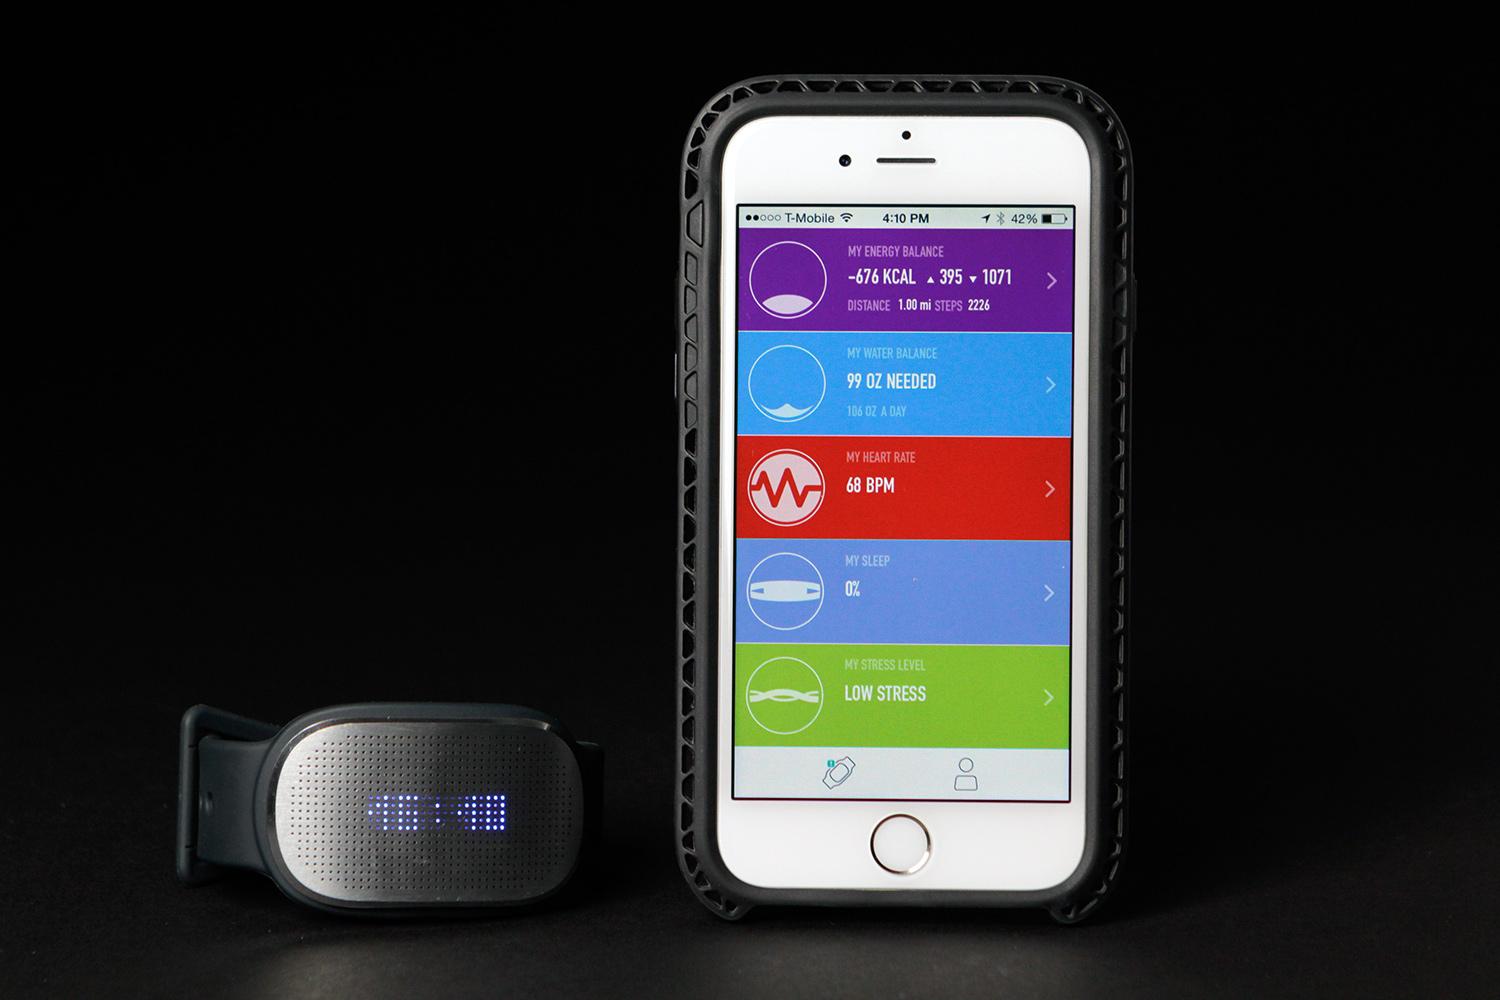 T-Mobile 4:10 PM 42%
MY ENERGY BALANCE
-676 KCAL ▲ 395 ▼ 1071
DISTANCE 1.00 mi STEPS 2226
MY WATER BALANCE
99 OZ NEEDED
106 OZ A DAY
MY HEART RATE
68 BPM
MY SLEEP
0%
MY STRESS LEVEL
LOW STRESS